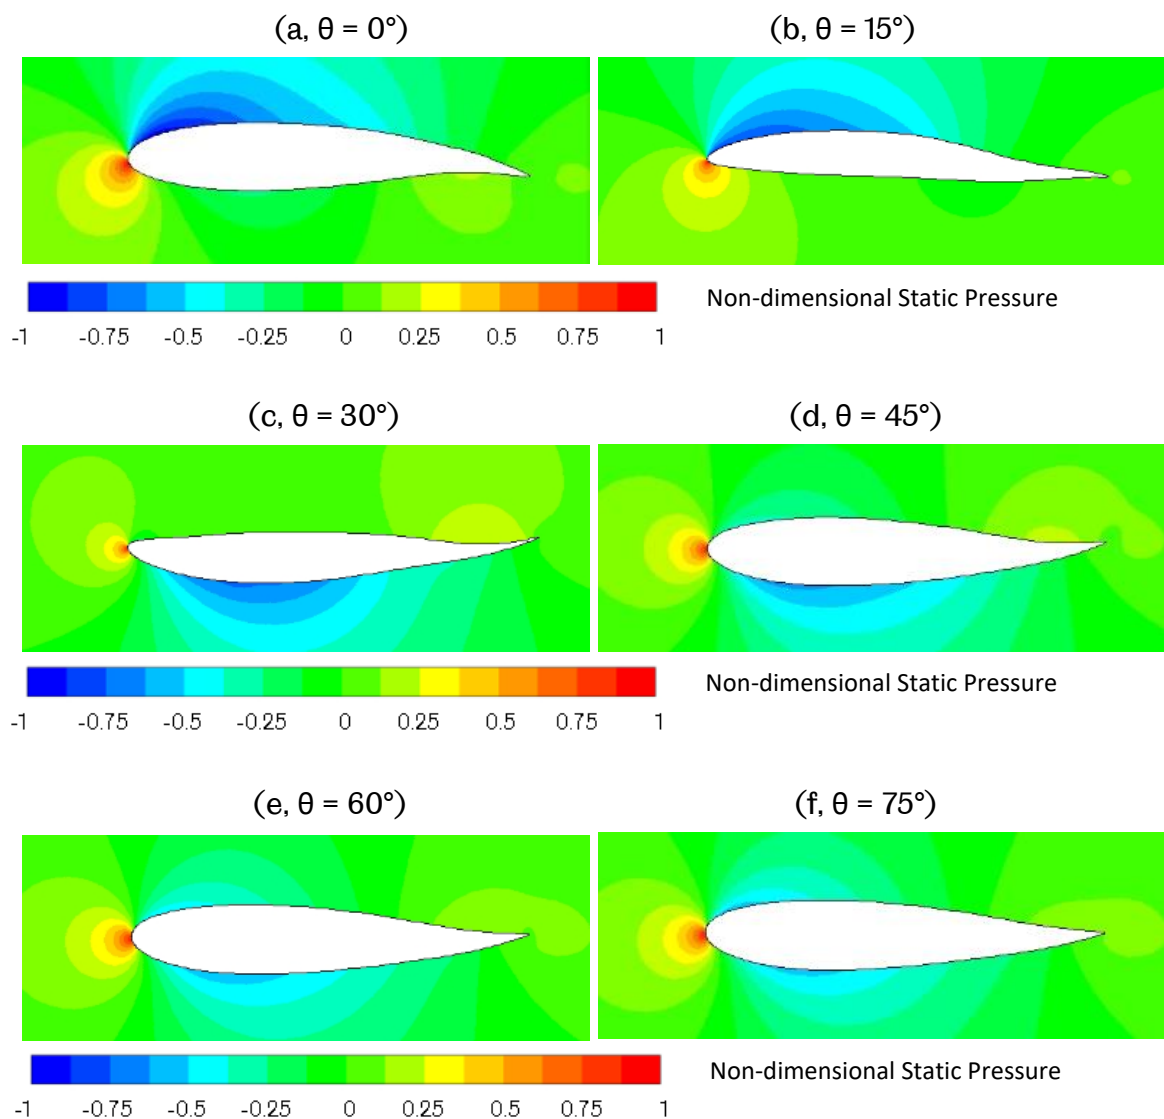 (a, θ = 0°)
(b, θ = 15°)
Non-dimensional Static Pressure
-1 -0.75 -0.5 -0.25 0 0.25 0.5 0.75 1
(c, θ = 30°)
(d, θ = 45°)
Non-dimensional Static Pressure
-1 -0.75 -0.5 -0.25 0 0.25 0.5 0.75 1
(e, θ = 60°)
(f, θ = 75°)
Non-dimensional Static Pressure
-1 -0.75 -0.5 -0.25 0 0.25 0.5 0.75 1